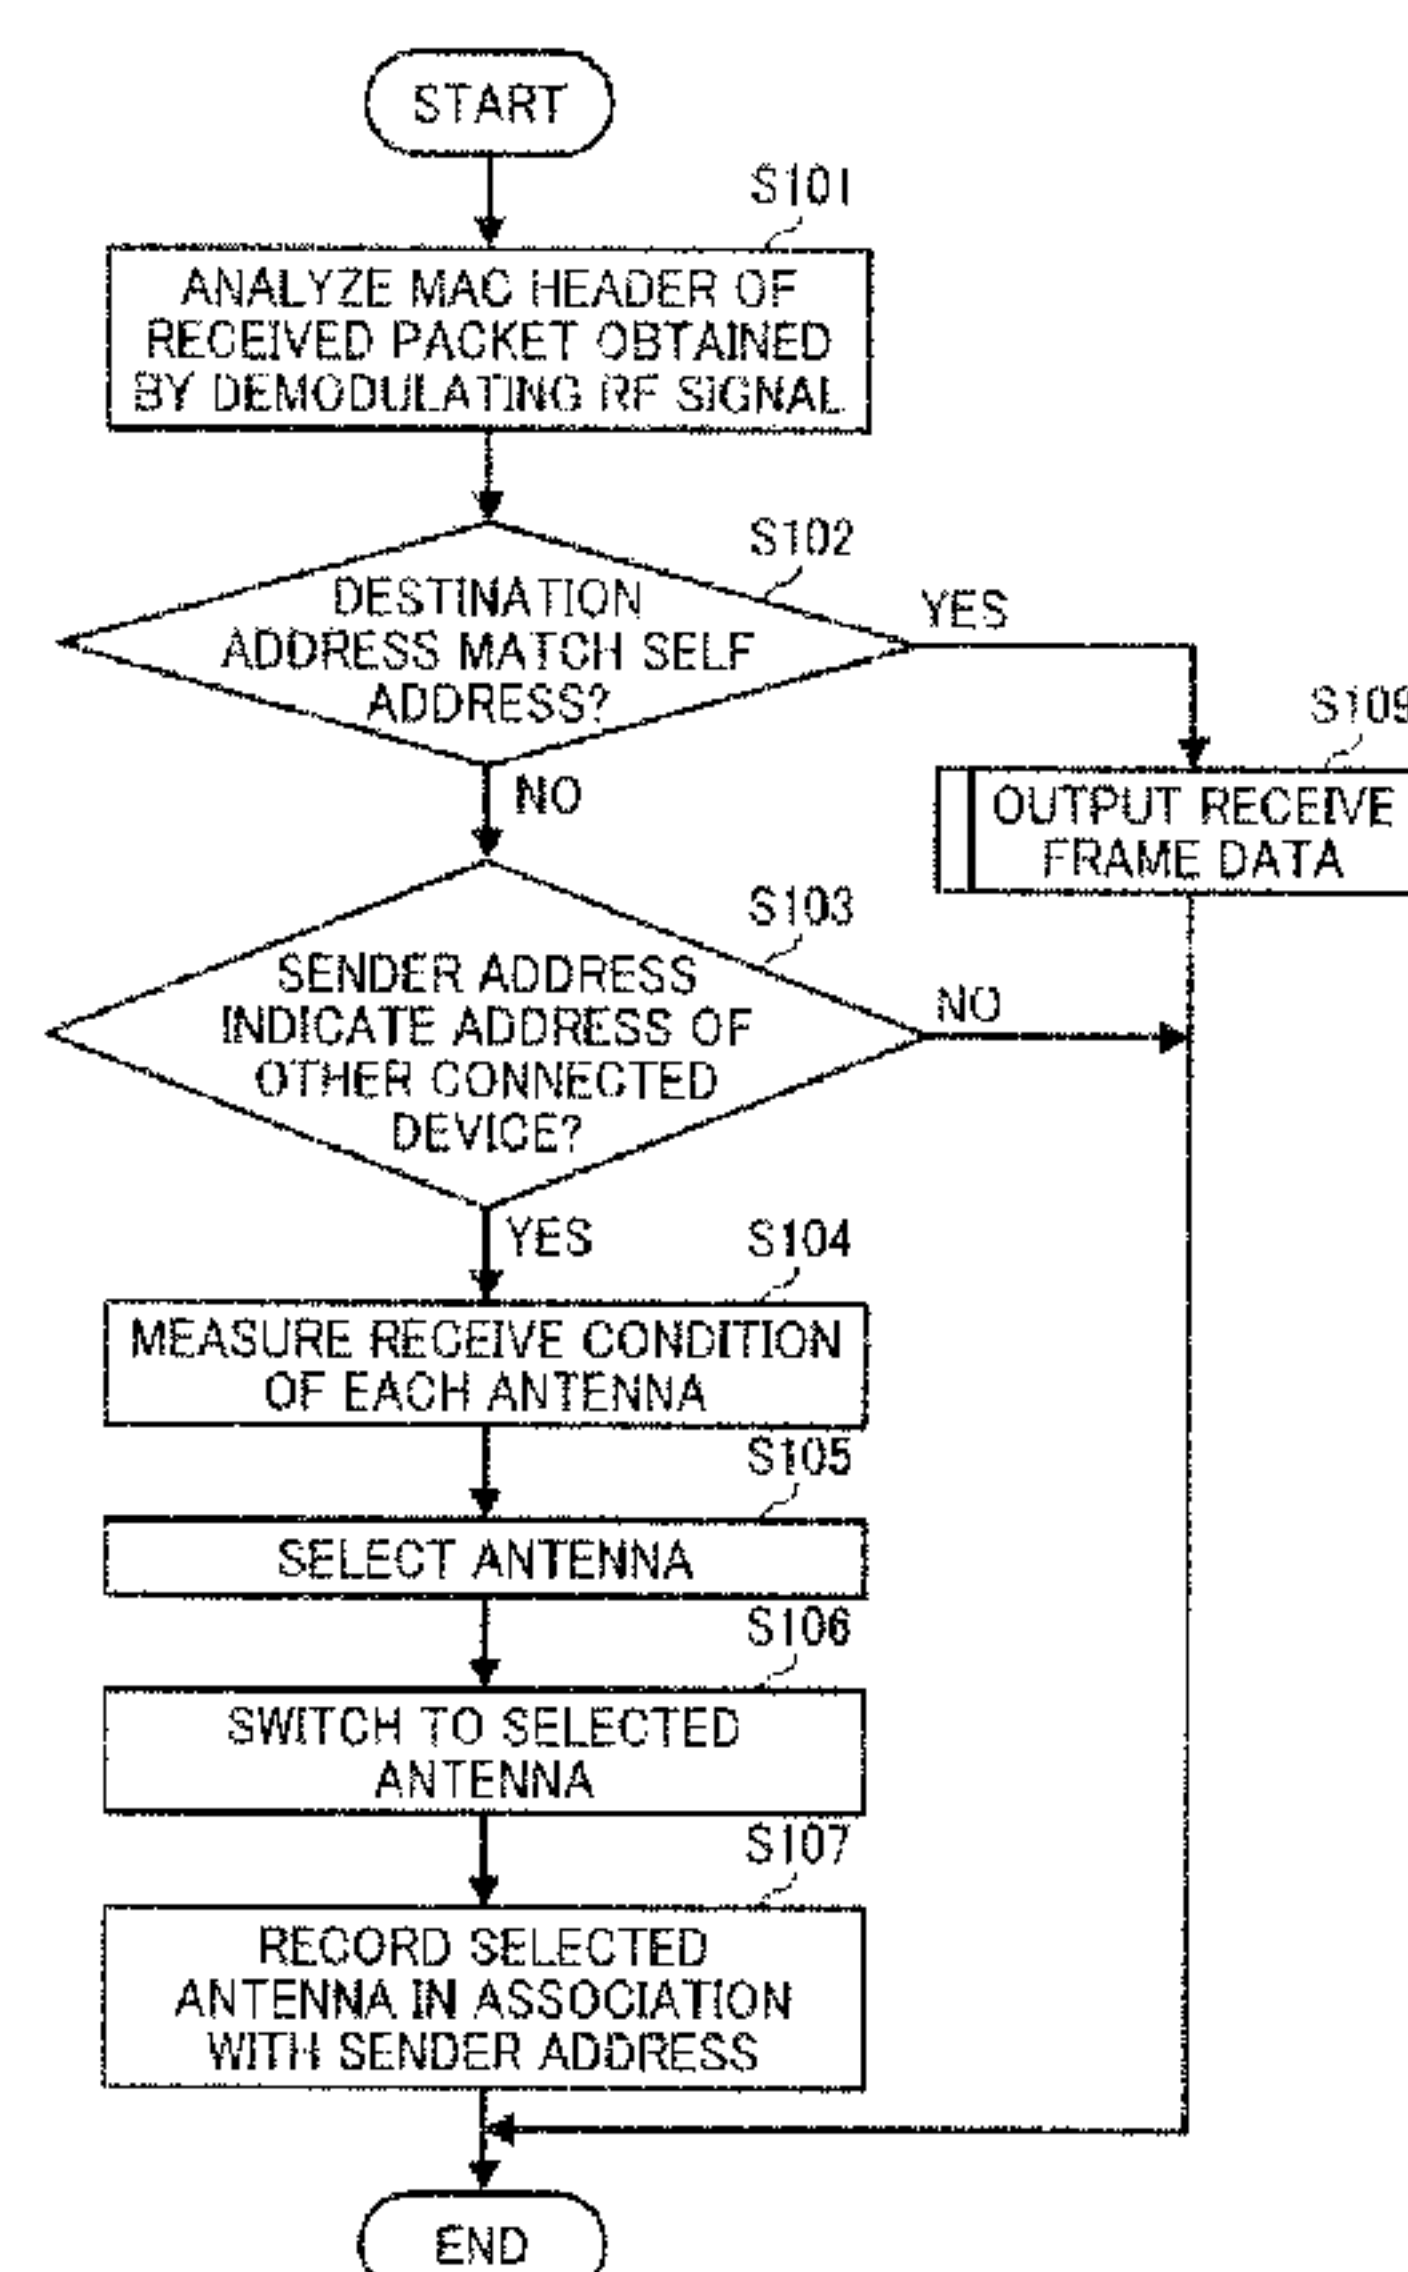 START
S101
ANALYZE MAC HEADER OF
RECEIVED PACKET OBTAINED
BY DEMODULATING RF SIGNAL
S102
DESTINATION
ADDRESS MATCH SELF
ADDRESS?
YES
NO
S109
OUTPUT RECEIVE
FRAME DATA
S103
SENDER ADDRESS
INDICATE ADDRESS OF
OTHER CONNECTED
DEVICE?
NO
YES
S104
MEASURE RECEIVE CONDITION
OF EACH ANTENNA
S105
SELECT ANTENNA
S106
SWITCH TO SELECTED
ANTENNA
S107
RECORD SELECTED
ANTENNA IN ASSOCIATION
WITH SENDER ADDRESS
END